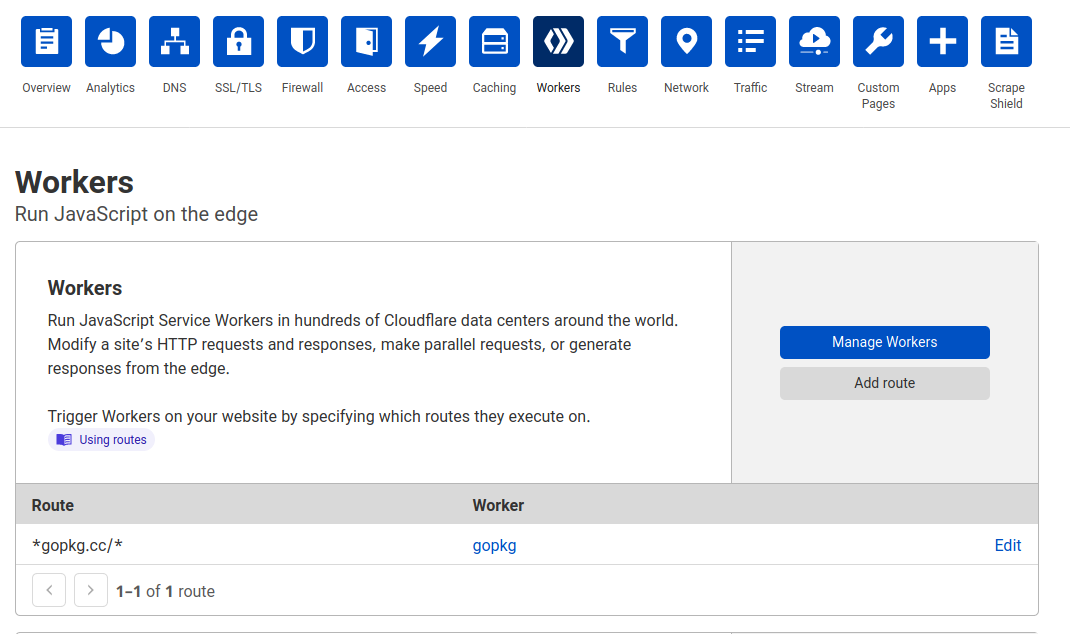 Overview Analytics DNS SSL/TLS Firewall Access Speed Caching Workers Rules Network Traffic Stream Custom Pages Apps Scrape Shield
Workers
Run JavaScript on the edge
Workers
Run JavaScript Service Workers in hundreds of Cloudflare data centers around the world.
Modify a site’s HTTP requests and responses, make parallel requests, or generate
responses from the edge.
Trigger Workers on your website by specifying which routes they execute on.
Using routes
Manage Workers
Add route
Route Worker
*gopkg.cc/* gopkg Edit
1–1 of 1 route